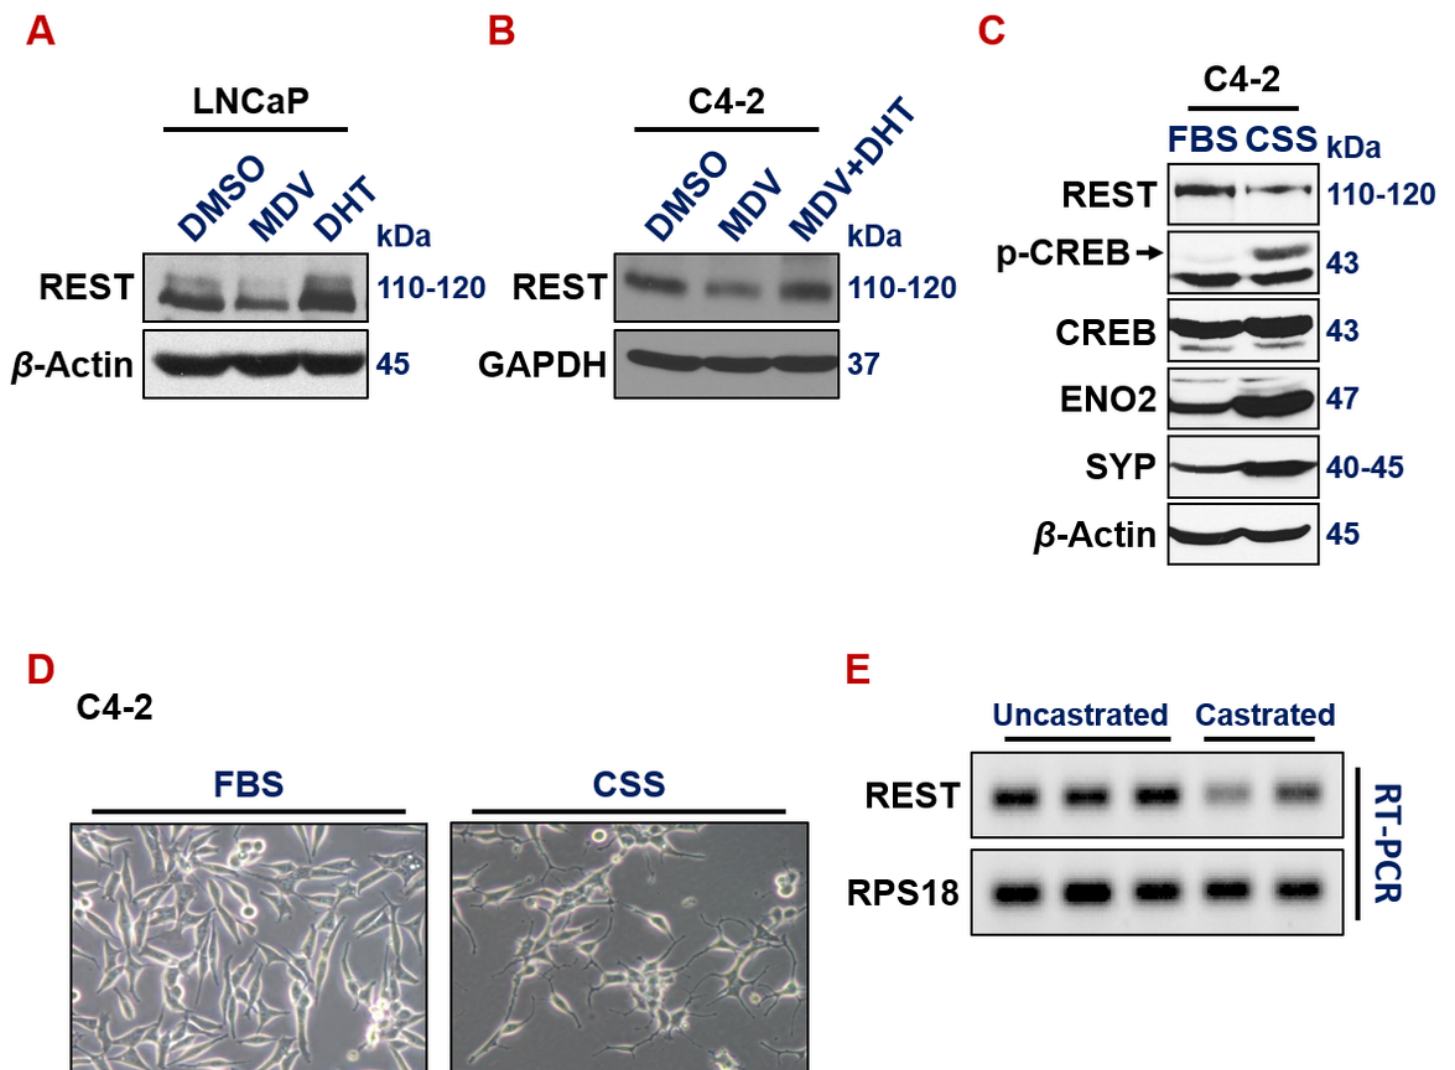 A
LNCaP
DMSO
MDV
DHT
kDa
REST
110-120
β-Actin
45
B
C4-2
DMSO
MDV
MDV+DHT
kDa
REST
110-120
GAPDH
37
C
C4-2
FBS CSS kDa
REST
110-120
p-CREB
43
CREB
43
ENO2
47
SYP
40-45
β-Actin
45
D
C4-2
FBS
CSS
E
Uncastrated
Castrated
REST
RPS18
RT-PCR